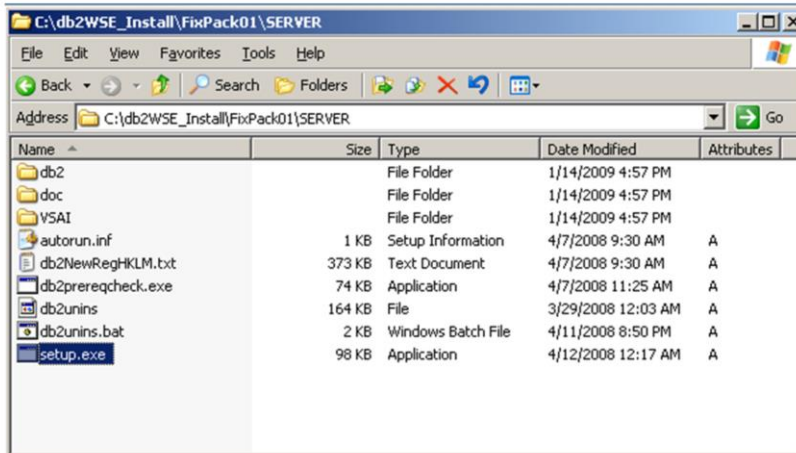 C:\db2WSE_Install\FixPack01\SERVER
File Edit View Favorites Tools Help
Back Search Folders
Address C:\db2WSE_Install\FixPack01\SERVER Go
Name Size Type Date Modified Attributes
db2 File Folder 1/14/2009 4:57 PM
doc File Folder 1/14/2009 4:57 PM
VSAI File Folder 1/14/2009 4:57 PM
autorun.inf 1 KB Setup Information 4/7/2008 9:30 AM A
db2NewRegHKLM.txt 373 KB Text Document 4/7/2008 9:30 AM A
db2prereqcheck.exe 74 KB Application 4/7/2008 11:25 AM A
db2unins 164 KB File 3/29/2008 12:03 AM A
db2unins.bat 2 KB Windows Batch File 4/11/2008 8:50 PM A
setup.exe 98 KB Application 4/12/2008 12:17 AM A